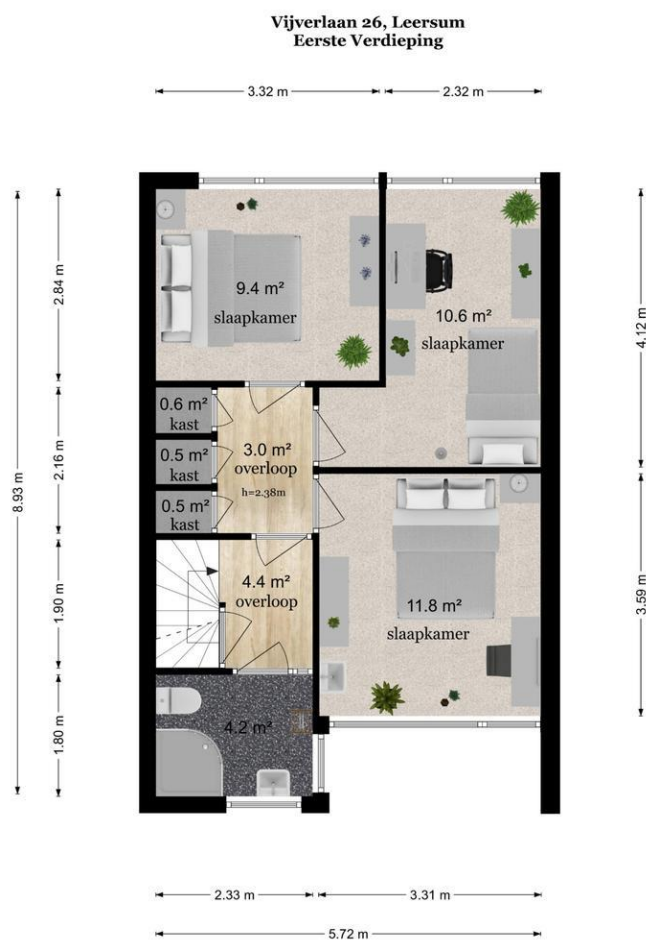 Vijverlaan 26, Leersum
Eerste Verdieping
3.32 m
2.32 m
2.84 m
2.16 m
1.90 m
1.80 m
8.93 m
9.4 m²
slaapkamer
10.6 m²
slaapkamer
4.12 m
0.6 m²
kast
0.5 m²
kast
0.5 m²
kast
3.0 m²
overloop
h=2.38m
4.4 m²
overloop
11.8 m²
slaapkamer
3.59 m
4.2 m²
2.33 m
3.31 m
5.72 m